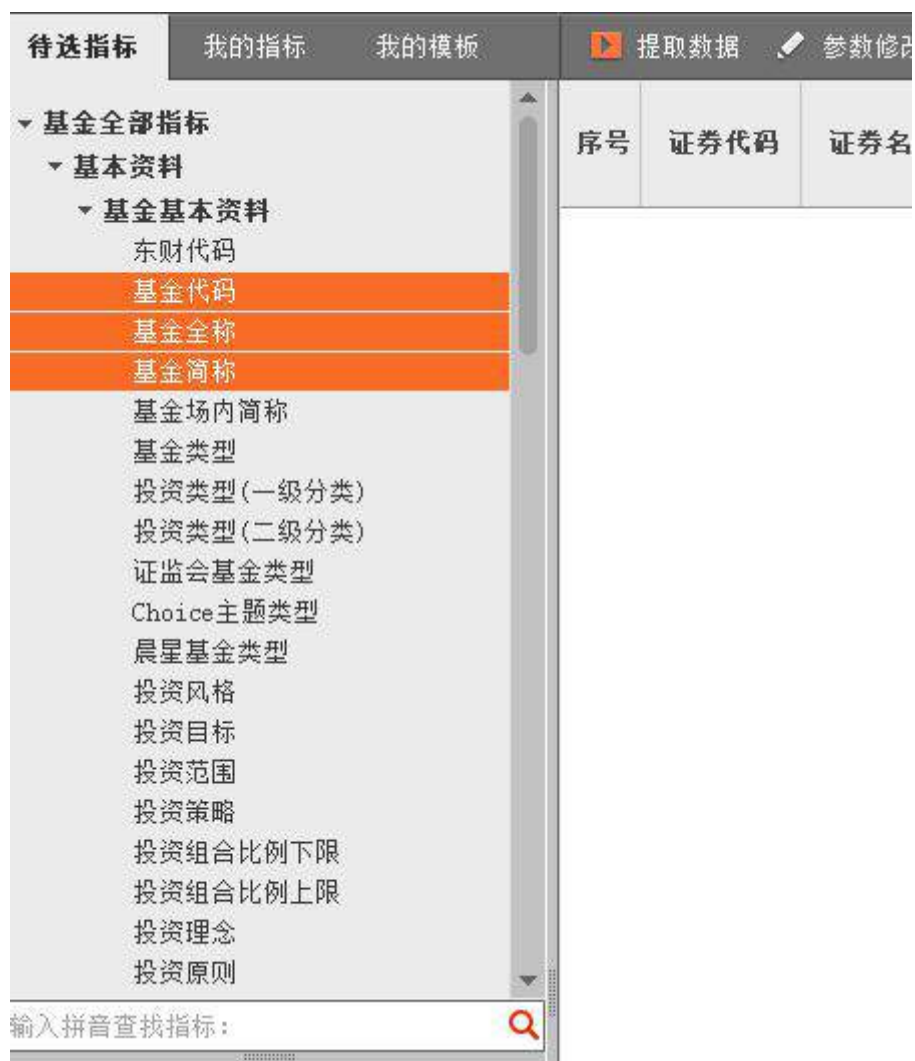 待选指标 我的指标 我的模板 提取数据 参数修改
基金全部指标
序号 证券代码 证券名
基本资料
基金基本资料
东财代码
基金代码
基金全称
基金简称
基金场内简称
基金类型
投资类型(一级分类)
投资类型(二级分类)
证监会基金类型
Choice主题类型
晨星基金类型
投资风格
投资目标
投资范围
投资策略
投资组合比例下限
投资组合比例上限
投资理念
投资原则
输入拼音查找指标: